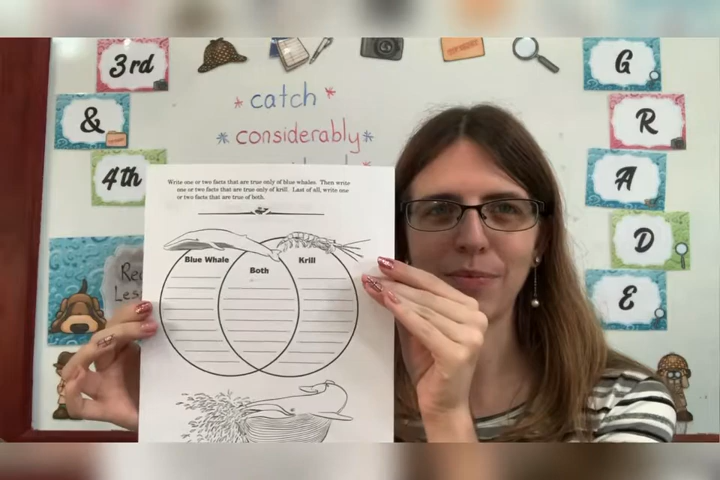 3rd
&
4th
catch
considerably
G
R
A
D
E
Write one or two facts that are true only of blue whales. Then write
one or two facts that are true only of krill. Last of all, write one
or two facts that are true of both.
Blue Whale
Both
Krill